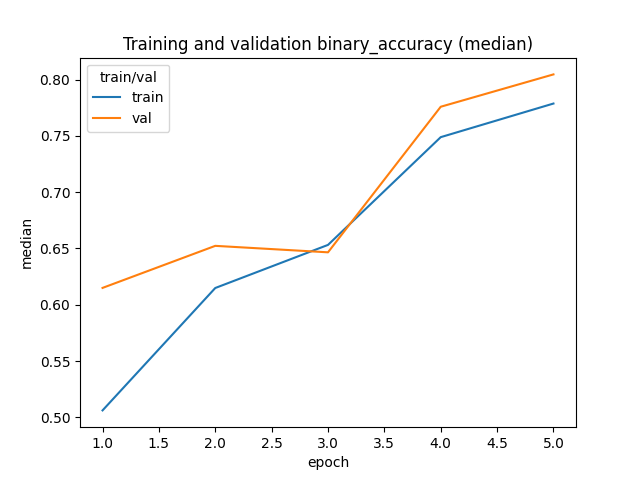 Training and validation binary_accuracy (median)
train/val
train
val
0.80
0.75
0.70
0.65
0.60
0.55
0.50
median
1.0 1.5 2.0 2.5 3.0 3.5 4.0 4.5 5.0
epoch